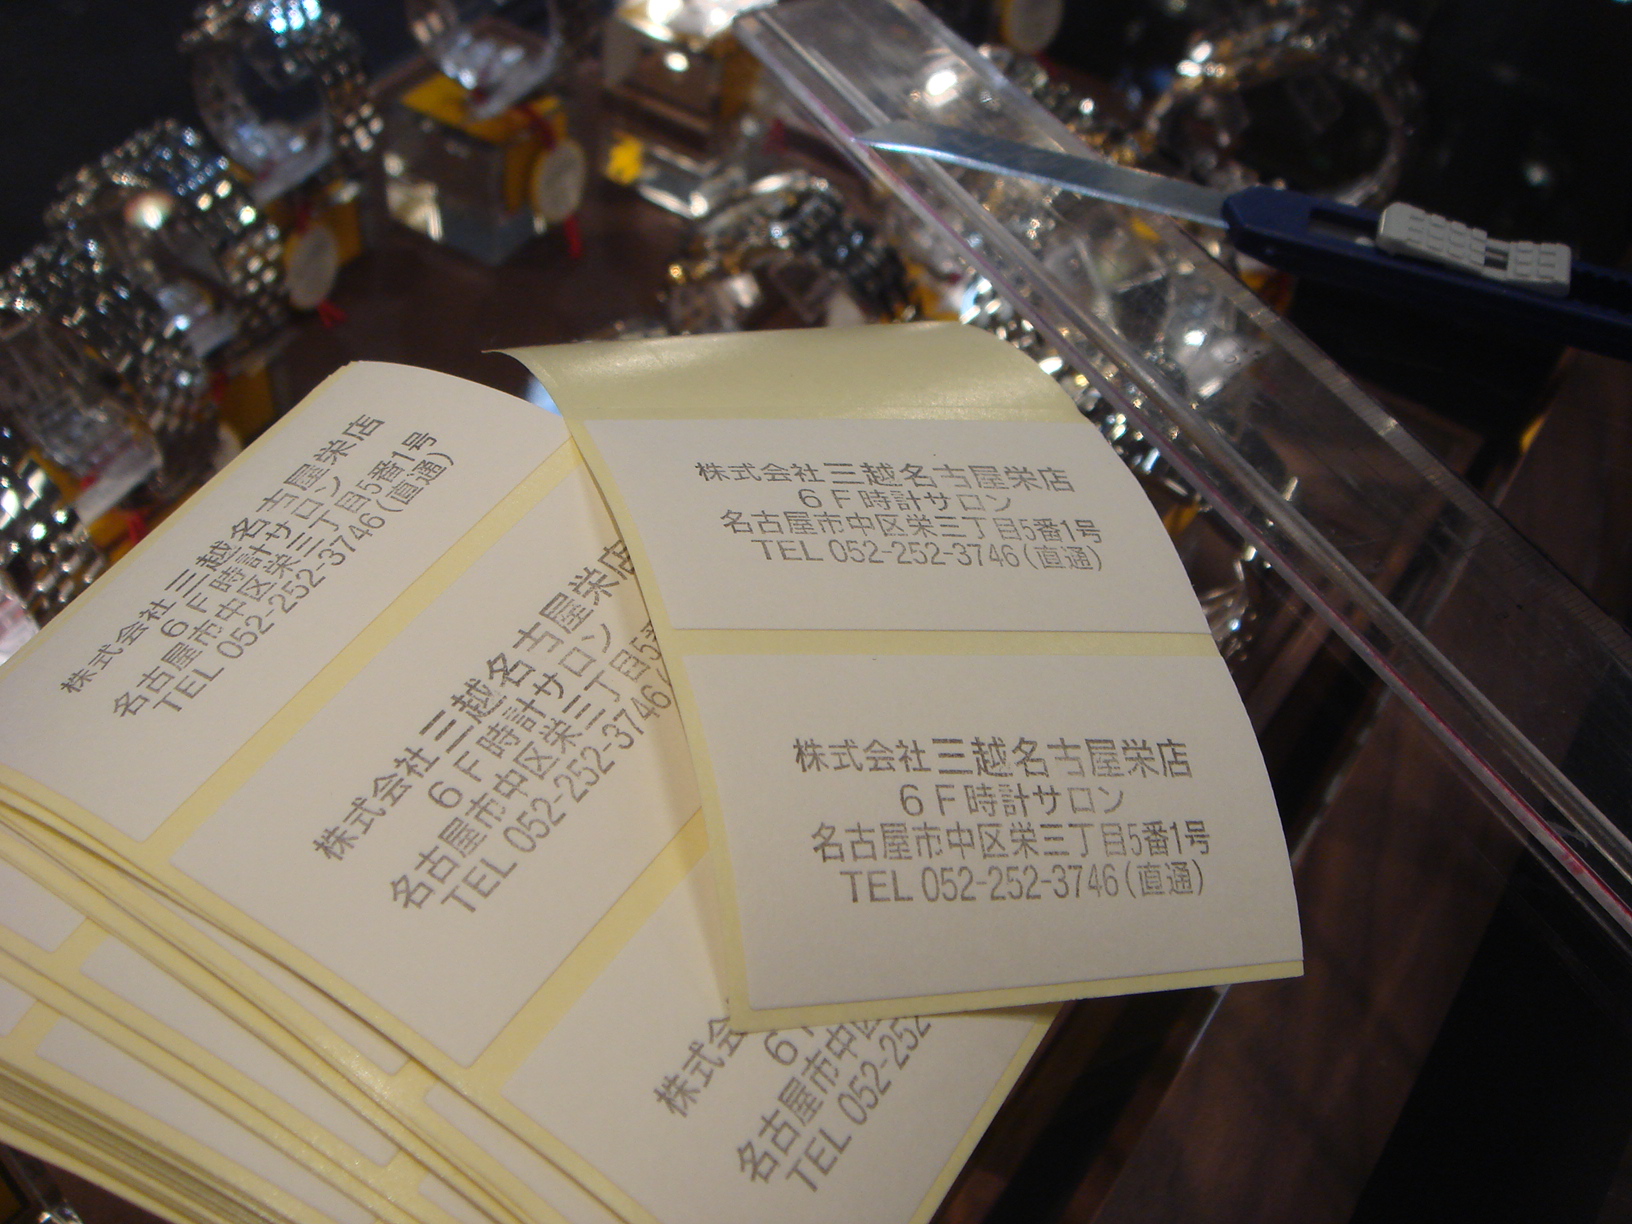 株式会社三越名古屋栄店
6F時計サロン
名古屋市中区栄三丁目5番1号
TEL 052-252-3746(直通)
株式会社三越名古屋栄店
6F時計サロン
名古屋市中区栄三丁目5番1号
TEL 052-252-3746(直通)
株式会社三越名古屋栄店
6F時計サロン
名古屋市中区栄三丁目5番1号
TEL 052-252-3746(直通)
株式会社三越名古屋栄店
6F時計サロン
名古屋市中区栄三丁目5番
TEL 052-252-3746(
株式会
6F
名古屋市中区
TEL 052-252